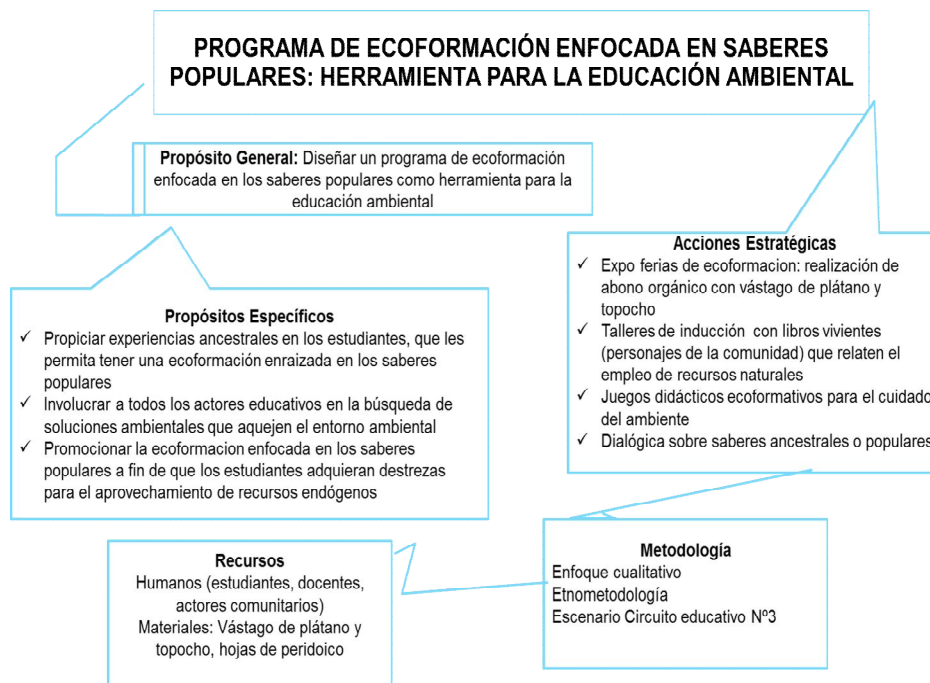 PROGRAMA DE ECOFORMACIÓN ENFOCADA EN SABERES
POPULARES: HERRAMIENTA PARA LA EDUCACIÓN AMBIENTAL
Propósito General: Diseñar un programa de ecoformación
enfocada en los saberes populares como herramienta para la
educación ambiental
Propósitos Específicos
✓ Propiciar experiencias ancestrales en los estudiantes, que les
permita tener una ecoformación enraizada en los saberes
populares
✓ Involucrar a todos los actores educativos en la búsqueda de
soluciones ambientales que aquejen el entorno ambiental
✓ Promocionar la ecoformacion enfocada en los saberes
populares a fin de que los estudiantes adquieran destrezas
para el aprovechamiento de recursos endógenos
Acciones Estratégicas
✓ Expo ferias de ecoformacion: realización de
abono orgánico con vástago de plátano y
topocho
✓ Talleres de inducción con libros vivientes
(personajes de la comunidad) que relaten el
empleo de recursos naturales
✓ Juegos didácticos ecoformativos para el cuidado
del ambiente
✓ Dialógica sobre saberes ancestrales o populares
Metodología
Enfoque cualitativo
Etnometodología
Escenario Circuito educativo Nº3
Recursos
Humanos (estudiantes, docentes,
actores comunitarios)
Materiales: Vástago de plátano y
topocho, hojas de peridoico